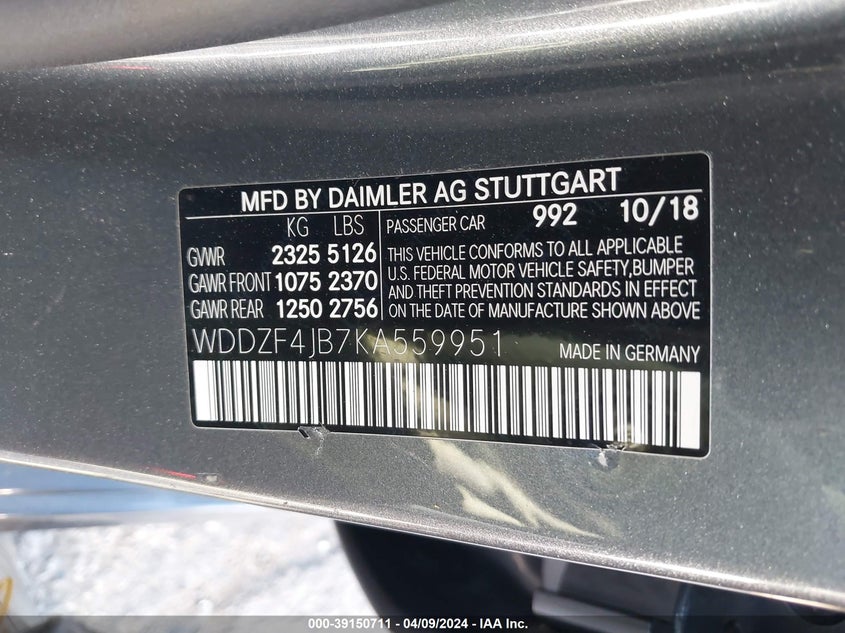 MFD BY DAIMLER AG STUTTGART
KG LBS
GVWR 2325 5126
GAWR FRONT 1075 2370
GAWR REAR 1250 2756
PASSENGER CAR 992 10/18
THIS VEHICLE CONFORMS TO ALL APPLICABLE
U.S. FEDERAL MOTOR VEHICLE SAFETY,BUMPER
AND THEFT PREVENTION STANDARDS IN EFFECT
ON THE DATE OF MANUFACTURE SHOWN ABOVE
WDDZF4JB7KA559951 MADE IN GERMANY
000-39150711 - 04/09/2024 - IAA Inc.